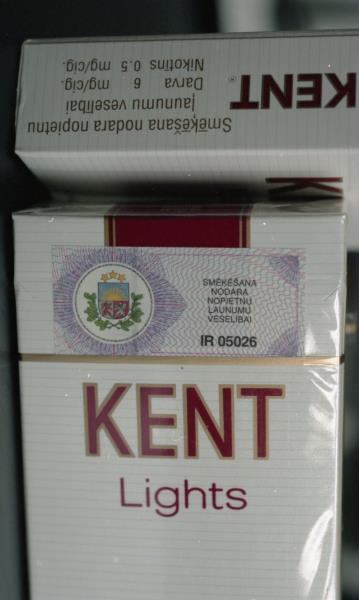 Smēķēšana nodara nopietnu
ļaunumu veselībai
Darva 6 mg/cig.
Nikotīns 0.5 mg/cig.
KENT®
SMĒĶĒŠANA
NODARA
NOPIETNU
ĻAUNUMU
VESELĪBAI
IR 05026
KENT
Lights